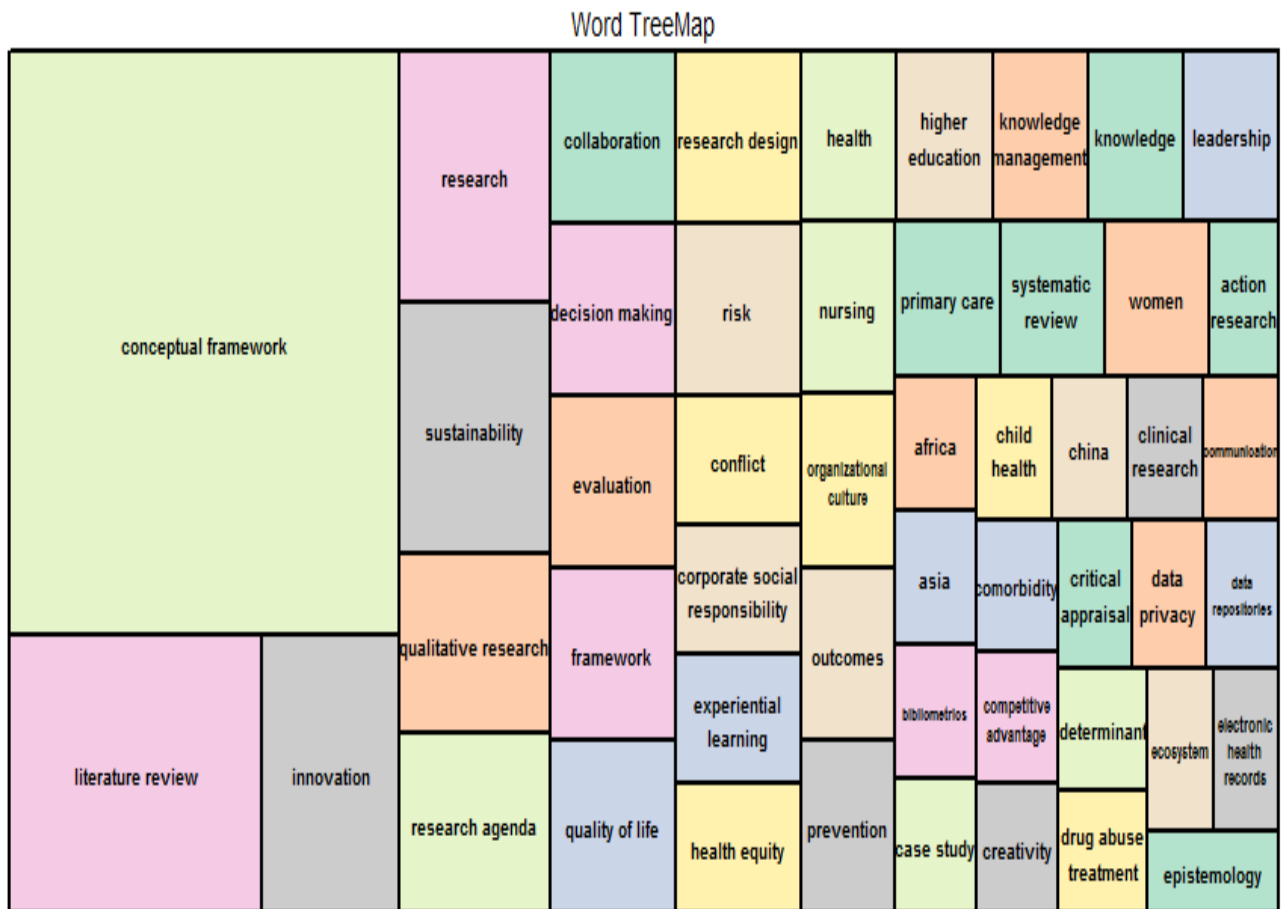 Word TreeMap
conceptual framework
literature review
innovation
research
sustainability
qualitative research
research agenda
collaboration
decision making
evaluation
framework
quality of life
research design
risk
conflict
corporate social
responsibility
experiential
learning
health equity
health
nursing
organizational
culture
outcomes
prevention
higher
education
knowledge
management
knowledge
leadership
primary care
systematic
review
women
action
research
africa
child
health
china
clinical
research
communication
asia
comorbidity
critical
appraisal
data
privacy
data
repositories
bibliometrics
competitive
advantage
determinant
ecosystem
electronic
health
records
case study
creativity
drug abuse
treatment
epistemology